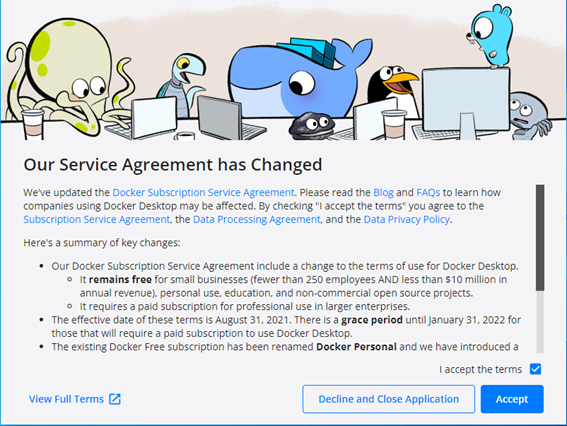 Our Service Agreement has Changed
We've updated the Docker Subscription Service Agreement. Please read the Blog and FAQs to learn how
companies using Docker Desktop may be affected. By checking "I accept the terms" you agree to the
Subscription Service Agreement, the Data Processing Agreement, and the Data Privacy Policy.
Here's a summary of key changes:
• Our Docker Subscription Service Agreement include a change to the terms of use for Docker Desktop.
◦ It remains free for small businesses (fewer than 250 employees AND less than $10 million in
annual revenue), personal use, education, and non-commercial open source projects.
◦ It requires a paid subscription for professional use in larger enterprises.
• The effective date of these terms is August 31, 2021. There is a grace period until January 31, 2022 for
those that will require a paid subscription to use Docker Desktop.
• The existing Docker Free subscription has been renamed Docker Personal and we have introduced a
I accept the terms
View Full Terms
Decline and Close Application
Accept